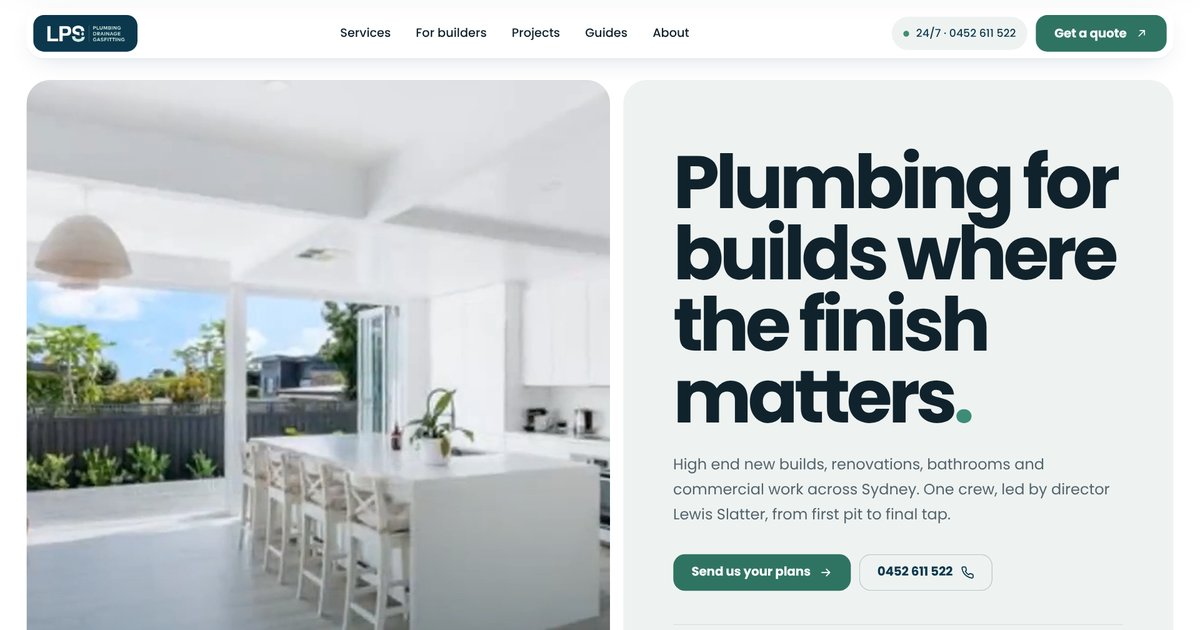 LPS
PLUMBING
DRAINAGE
GASFITTING
Services
For builders
Projects
Guides
About
24/7 · 0452 611 522
Get a quote
Plumbing for
builds where
the finish
matters.
High end new builds, renovations, bathrooms and
commercial work across Sydney. One crew, led by director
Lewis Slatter, from first pit to final tap.
Send us your plans
0452 611 522